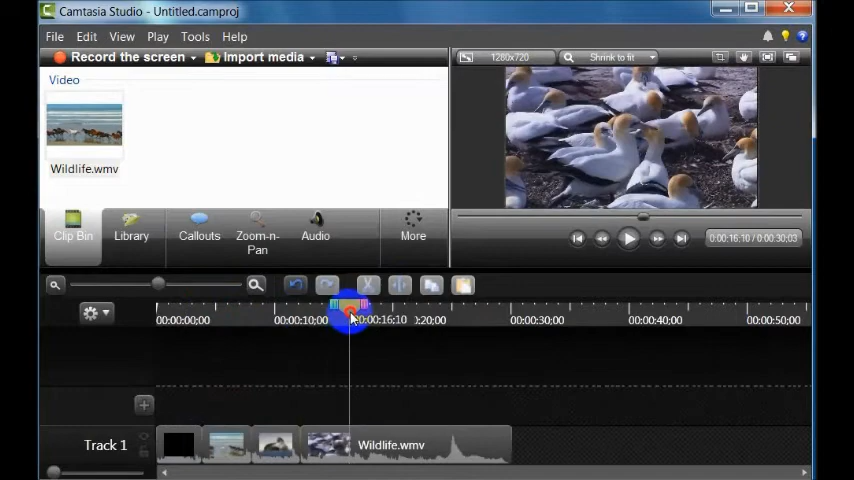 Camtasia Studio - Untitled.camproj
File Edit View Play Tools Help
Record the screen Import media
1280x720 Shrink to fit
Video
Wildlife.wmv
Clip Bin Library Callouts Zoom-n-Pan Audio More
0:00:16;10 / 0:00:30;03
00:00:00;00 00:00:10;00 0:00:16;10 :20;00 00:00:30;00 00:00:40;00 00:00:50;00
Track 1 Wildlife.wmv